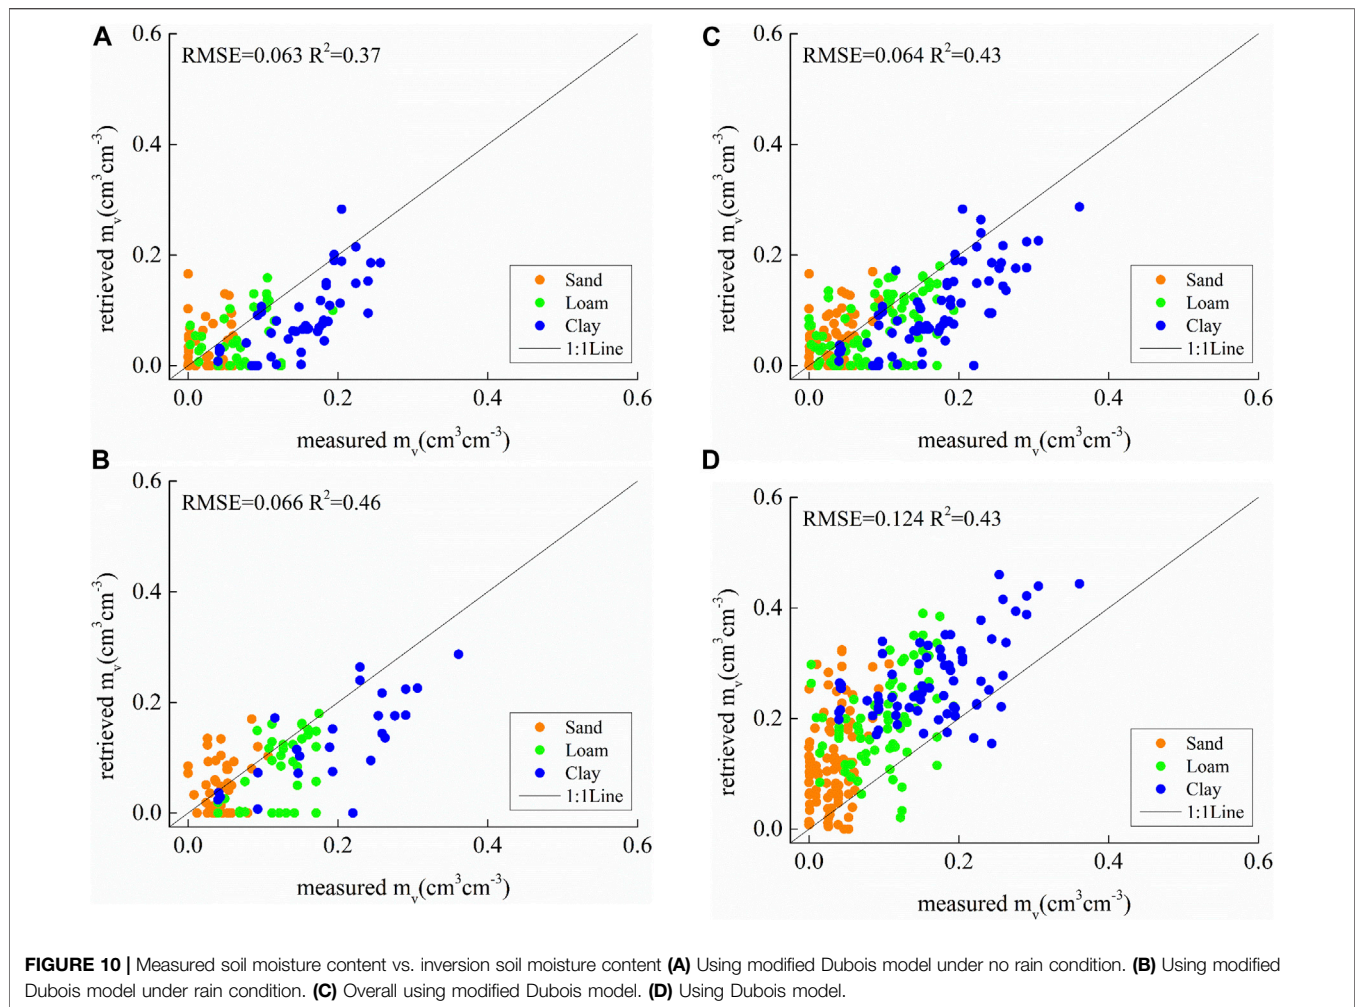 A
RMSE=0.063 R²=0.37
0.6
0.4
0.2
0.0
retrieved mᵥ(cm³cm⁻³)
Sand
Loam
Clay
1:1Line
0.0 0.2 0.4 0.6
measured mᵥ(cm³cm⁻³)
C
RMSE=0.064 R²=0.43
0.6
0.4
0.2
0.0
retrieved mᵥ(cm³cm⁻³)
Sand
Loam
Clay
1:1Line
0.0 0.2 0.4 0.6
measured mᵥ(cm³cm⁻³)
B
RMSE=0.066 R²=0.46
0.6
0.4
0.2
0.0
retrieved mᵥ(cm³cm⁻³)
Sand
Loam
Clay
1:1Line
0.0 0.2 0.4 0.6
measured mᵥ(cm³cm⁻³)
D
RMSE=0.124 R²=0.43
0.6
0.4
0.2
0.0
retrieved mᵥ(cm³cm⁻³)
Sand
Loam
Clay
1:1Line
0.0 0.2 0.4 0.6
measured mᵥ(cm³cm⁻³)
FIGURE 10 | Measured soil moisture content vs. inversion soil moisture content (A) Using modified Dubois model under no rain condition. (B) Using modified
Dubois model under rain condition. (C) Overall using modified Dubois model. (D) Using Dubois model.